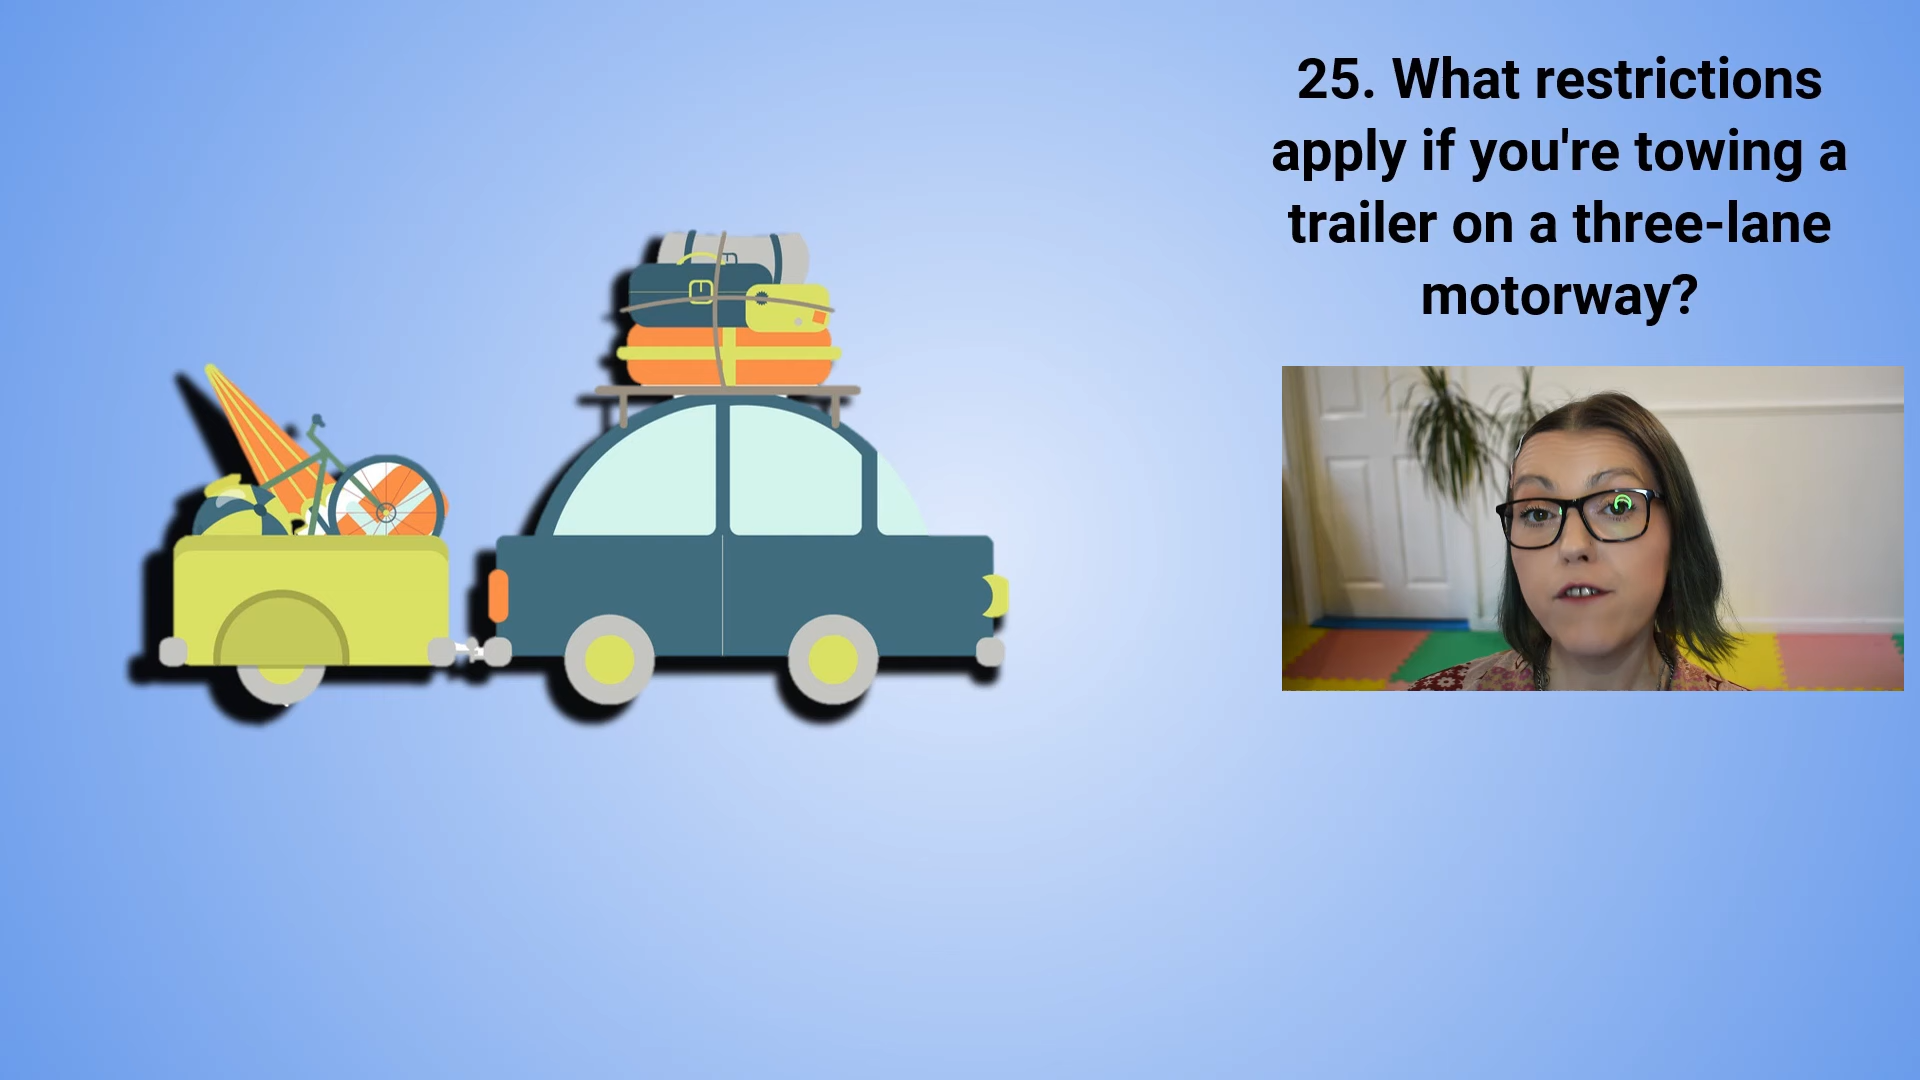 25. What restrictions
apply if you're towing a
trailer on a three-lane
motorway?